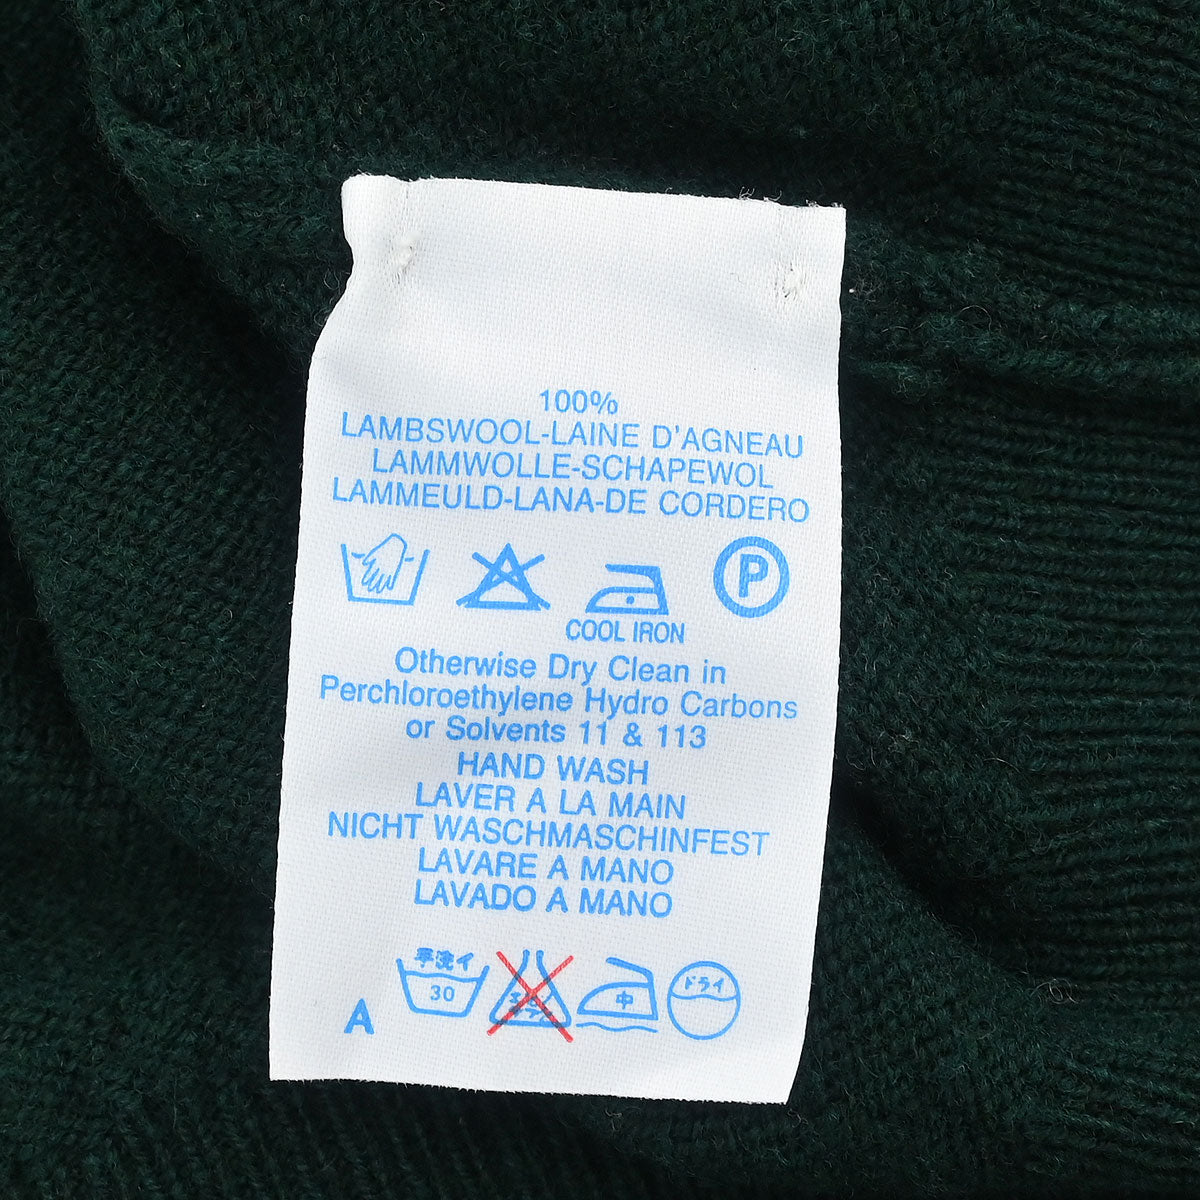 100%
LAMBSWOOL-LAINE D'AGNEAU
LAMMWOLLE-SCHAPEWOL
LAMMEULD-LANA-DE CORDERO
P
COOL IRON
Otherwise Dry Clean in
Perchloroethylene Hydro Carbons
or Solvents 11 & 113
HAND WASH
LAVER A LA MAIN
NICHT WASCHMASCHINFEST
LAVARE A MANO
LAVADO A MANO
手洗イ
30
中
ドライ
A